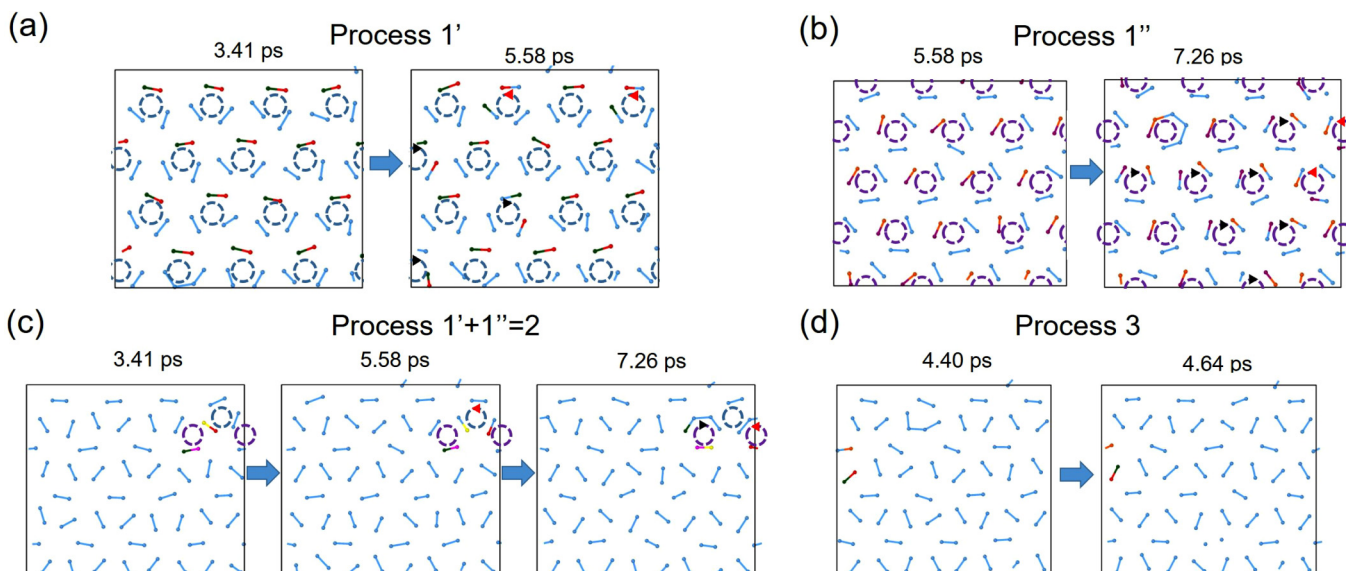 (a)
Process 1’
3.41 ps
5.58 ps
(b)
Process 1’’
5.58 ps
7.26 ps
(c)
Process 1’+1’’=2
3.41 ps
5.58 ps
7.26 ps
(d)
Process 3
4.40 ps
4.64 ps